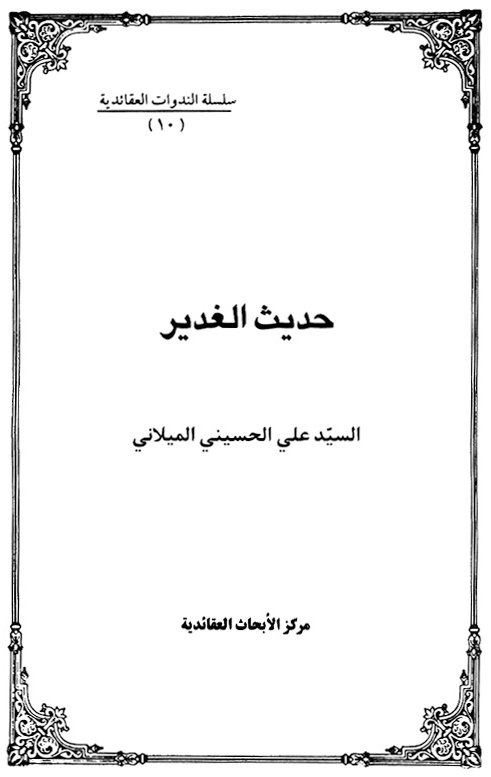 سلسلة الندوات العقائدية
(١٠)
حديث الغدير
السيّد علي الحسيني الميلاني
مركز الأبحاث العقائدية